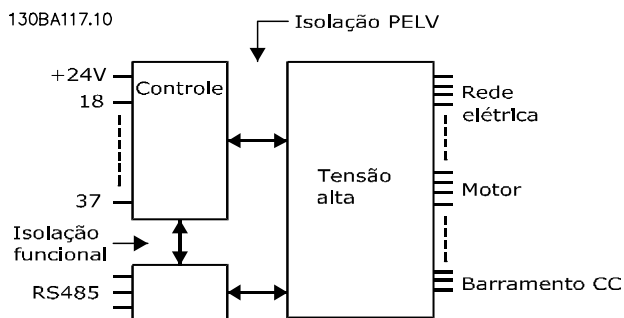 130BA117.10
Isolação PELV
+24V
Controle
18
37
Tensão
alta
Rede
elétrica
Motor
Isolação
funcional
RS485
Barramento CC